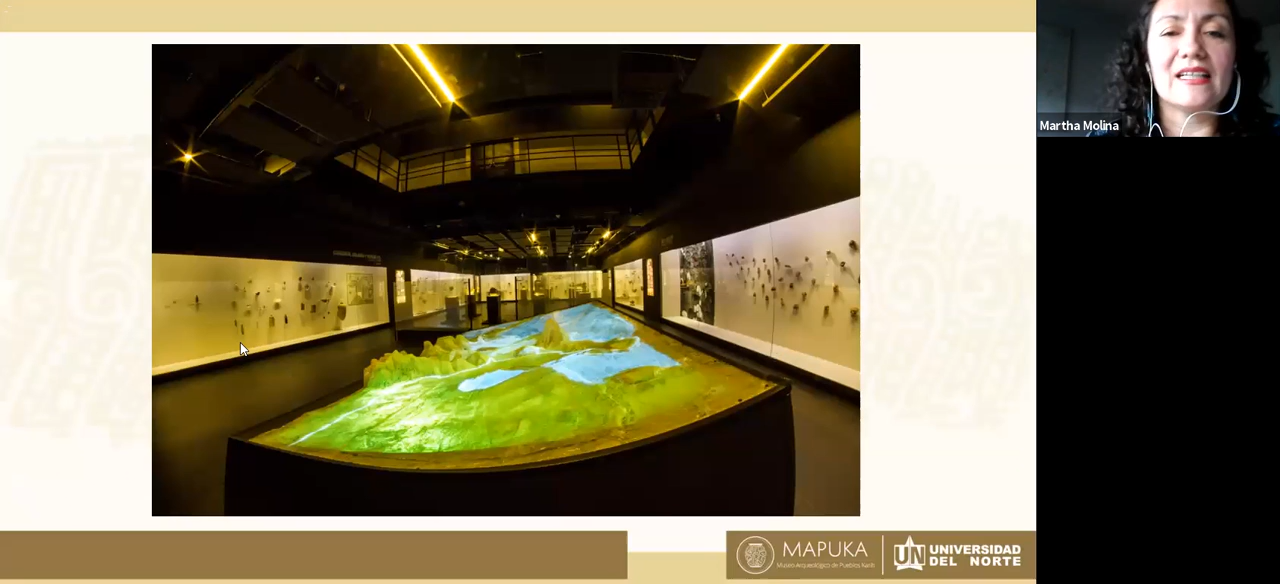 Martha Molina
MAPUKA
Museo Arqueológico de Pueblos Karib
UN
UNIVERSIDAD
DEL NORTE